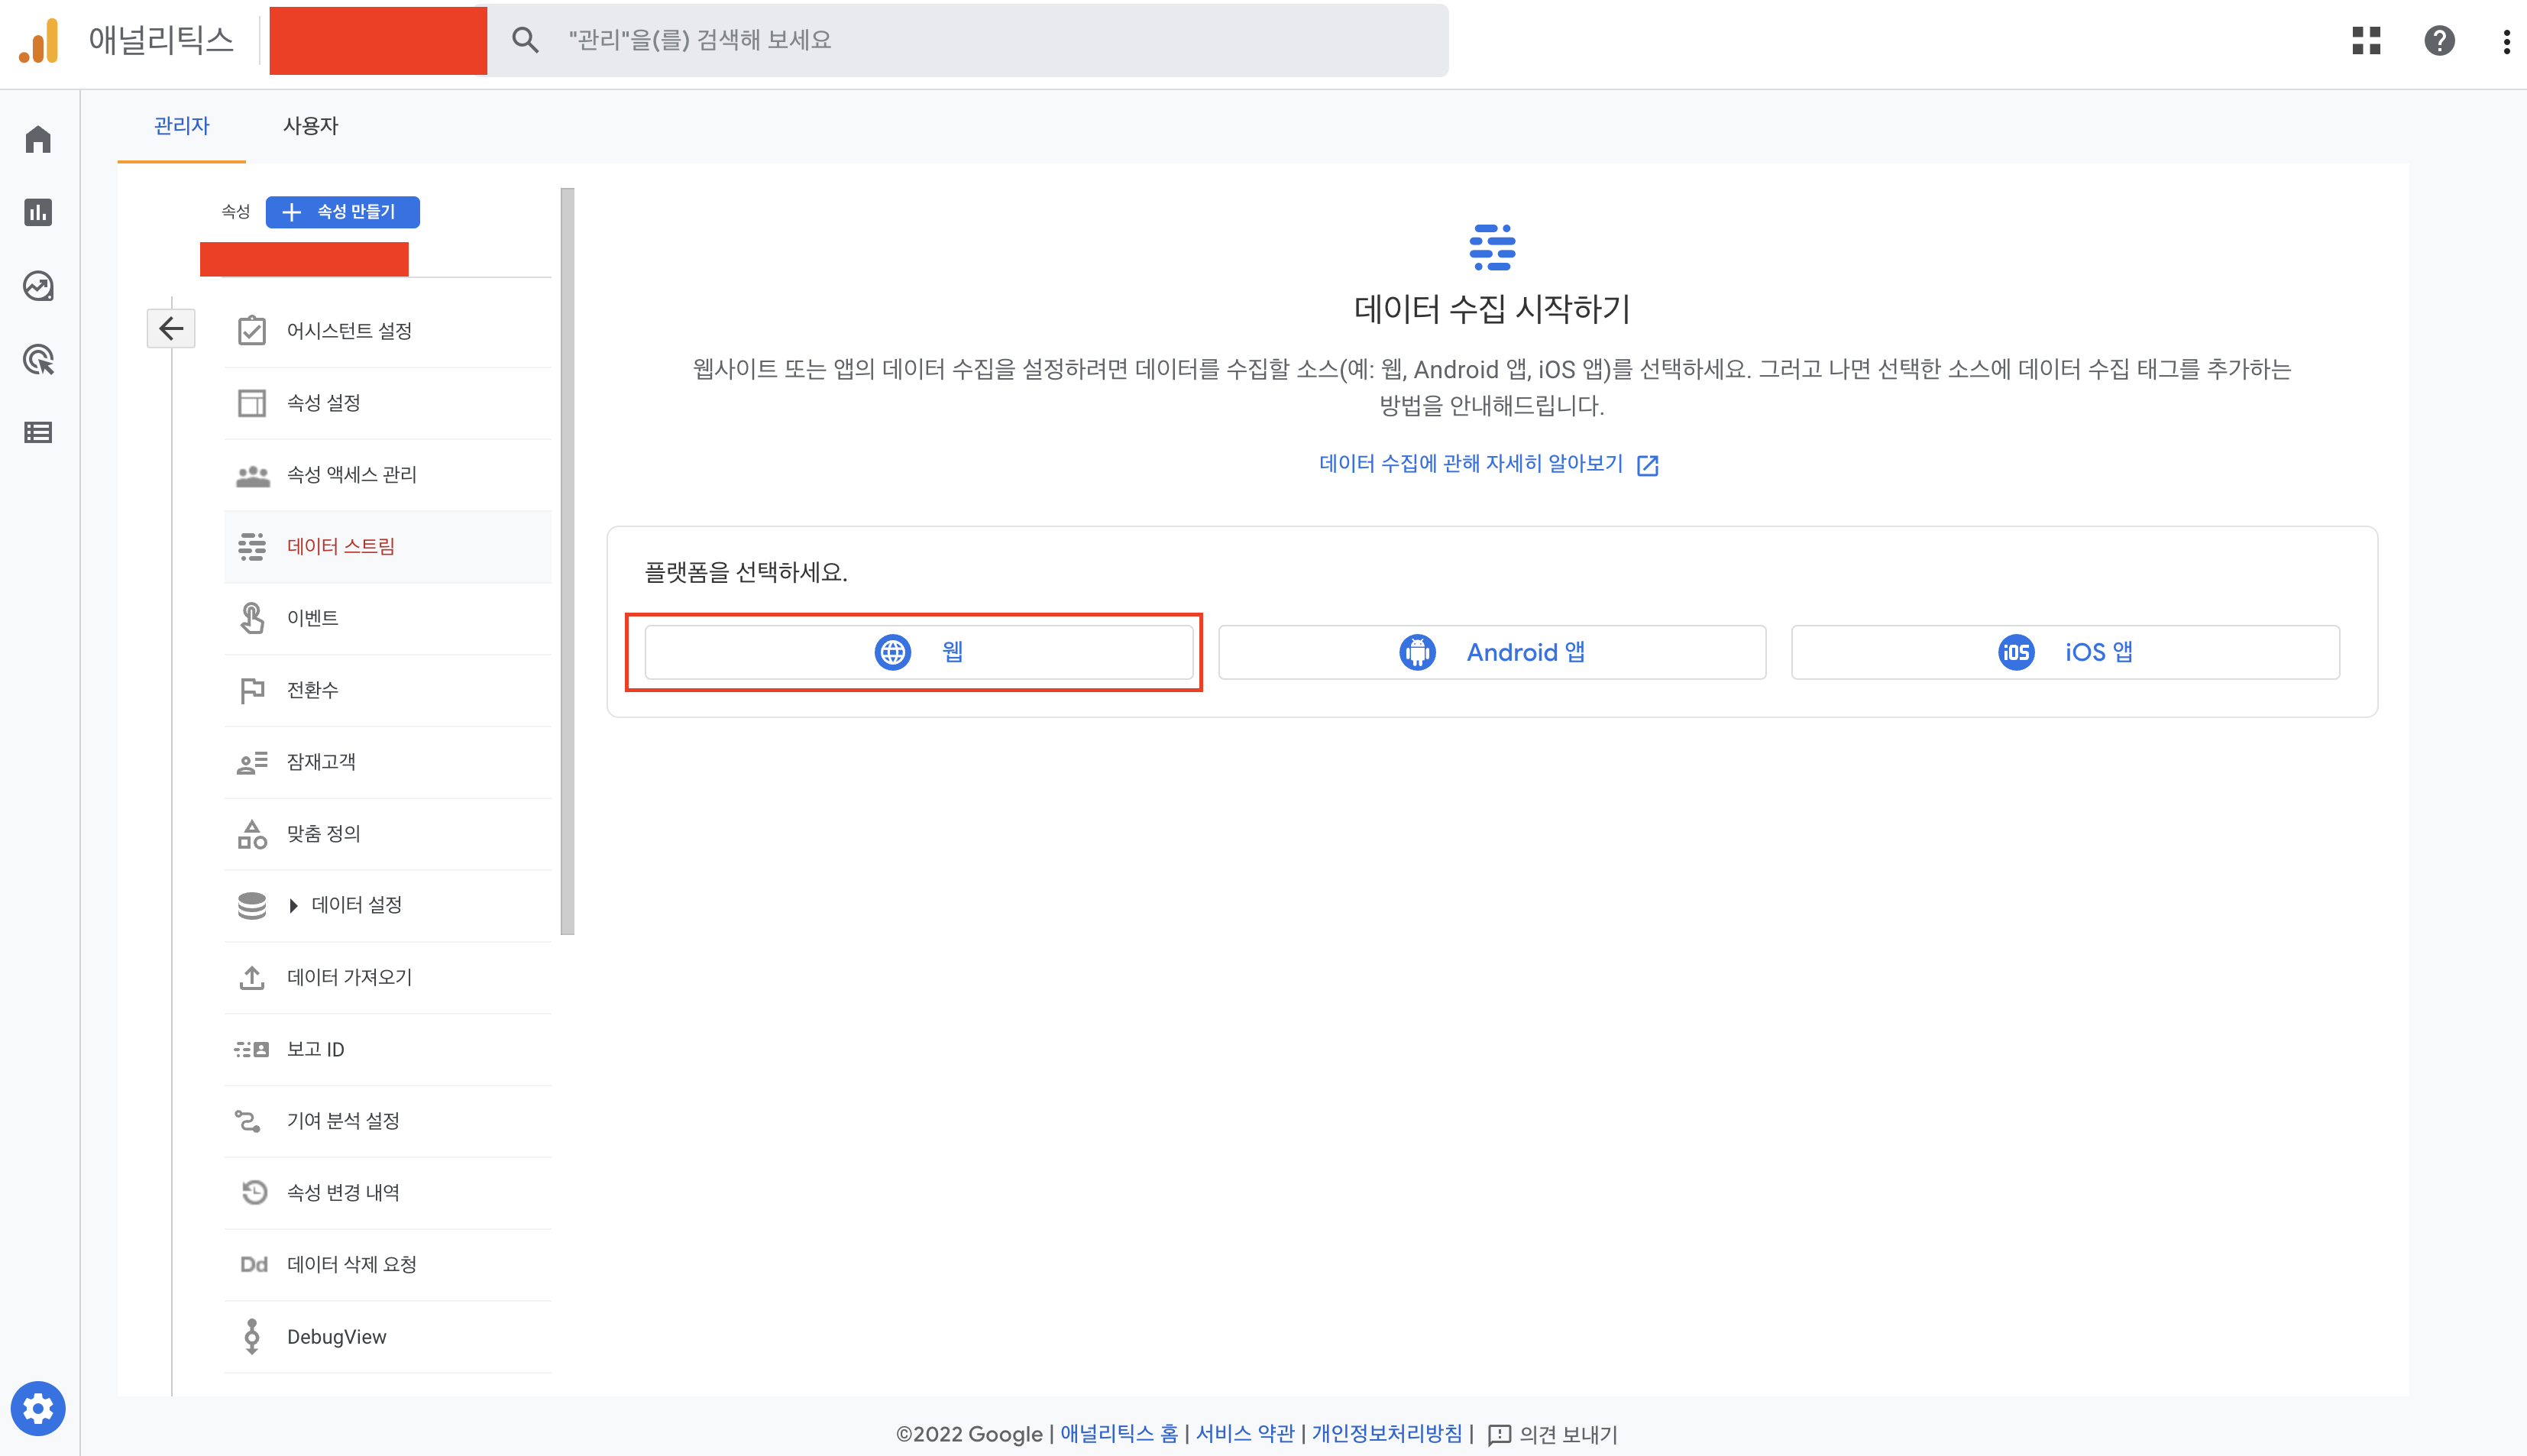 애널리틱스
"관리"을(를) 검색해 보세요
관리자 사용자
속성 속성 만들기
어시스턴트 설정
속성 설정
속성 액세스 관리
데이터 스트림
이벤트
전환수
잠재고객
맞춤 정의
데이터 설정
데이터 가져오기
보고 ID
기여 분석 설정
속성 변경 내역
Dd 데이터 삭제 요청
DebugView
데이터 수집 시작하기
웹사이트 또는 앱의 데이터 수집을 설정하려면 데이터를 수집할 소스(예: 웹, Android 앱, iOS 앱)를 선택하세요. 그러고 나면 선택한 소스에 데이터 수집 태그를 추가하는
방법을 안내해드립니다.
데이터 수집에 관해 자세히 알아보기
플랫폼을 선택하세요.
웹 Android 앱 iOS iOS 앱
©2022 Google | 애널리틱스 홈 | 서비스 약관 | 개인정보처리방침 | 의견 보내기